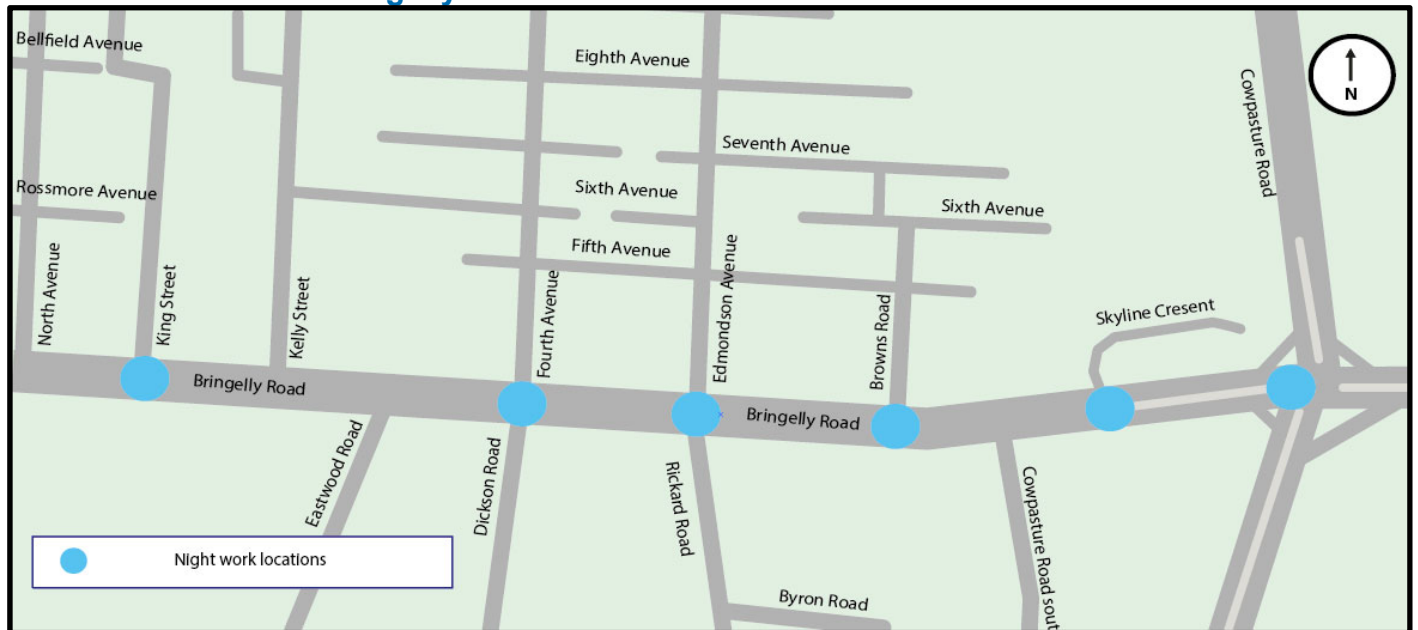 Bellfield Avenue
Eighth Avenue
Cowpasture Road
N
Seventh Avenue
Rossmore Avenue
Sixth Avenue
Sixth Avenue
Fifth Avenue
North Avenue
King Street
Kelly Street
Fourth Avenue
Edmondson Avenue
Browns Road
Skyline Cresent
Bringelly Road
Bringelly Road
Eastwood Road
Dickson Road
Rickard Road
Cowpasture Road sout
Night work locations
Byron Road